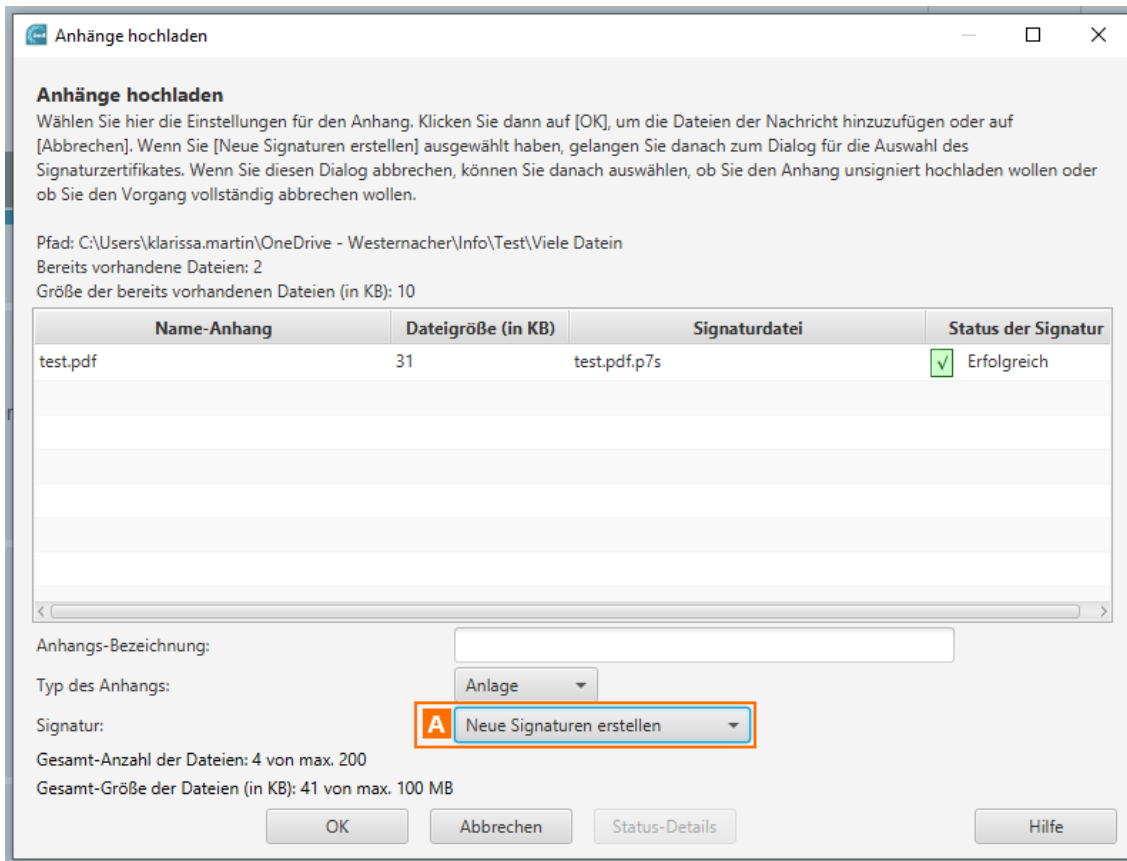 Anhänge hochladen
Anhänge hochladen
Wählen Sie hier die Einstellungen für den Anhang. Klicken Sie dann auf [OK], um die Dateien der Nachricht hinzuzufügen oder auf
[Abbrechen]. Wenn Sie [Neue Signaturen erstellen] ausgewählt haben, gelangen Sie danach zum Dialog für die Auswahl des
Signaturzertifikates. Wenn Sie diesen Dialog abbrechen, können Sie danach auswählen, ob Sie den Anhang unsigniert hochladen wollen oder
ob Sie den Vorgang vollständig abbrechen wollen.
Pfad: C:\Users\klarissa.martin\OneDrive - Westernacher\Info\Test\Viele Datein
Bereits vorhandene Dateien: 2
Größe der bereits vorhandenen Dateien (in KB): 10
Name-Anhang Dateigröße (in KB) Signaturdatei Status der Signatur
test.pdf 31 test.pdf.p7s √ Erfolgreich
Anhangs-Bezeichnung:
Typ des Anhangs: Anlage
Signatur: A Neue Signaturen erstellen
Gesamt-Anzahl der Dateien: 4 von max. 200
Gesamt-Größe der Dateien (in KB): 41 von max. 100 MB
OK Abbrechen Status-Details Hilfe